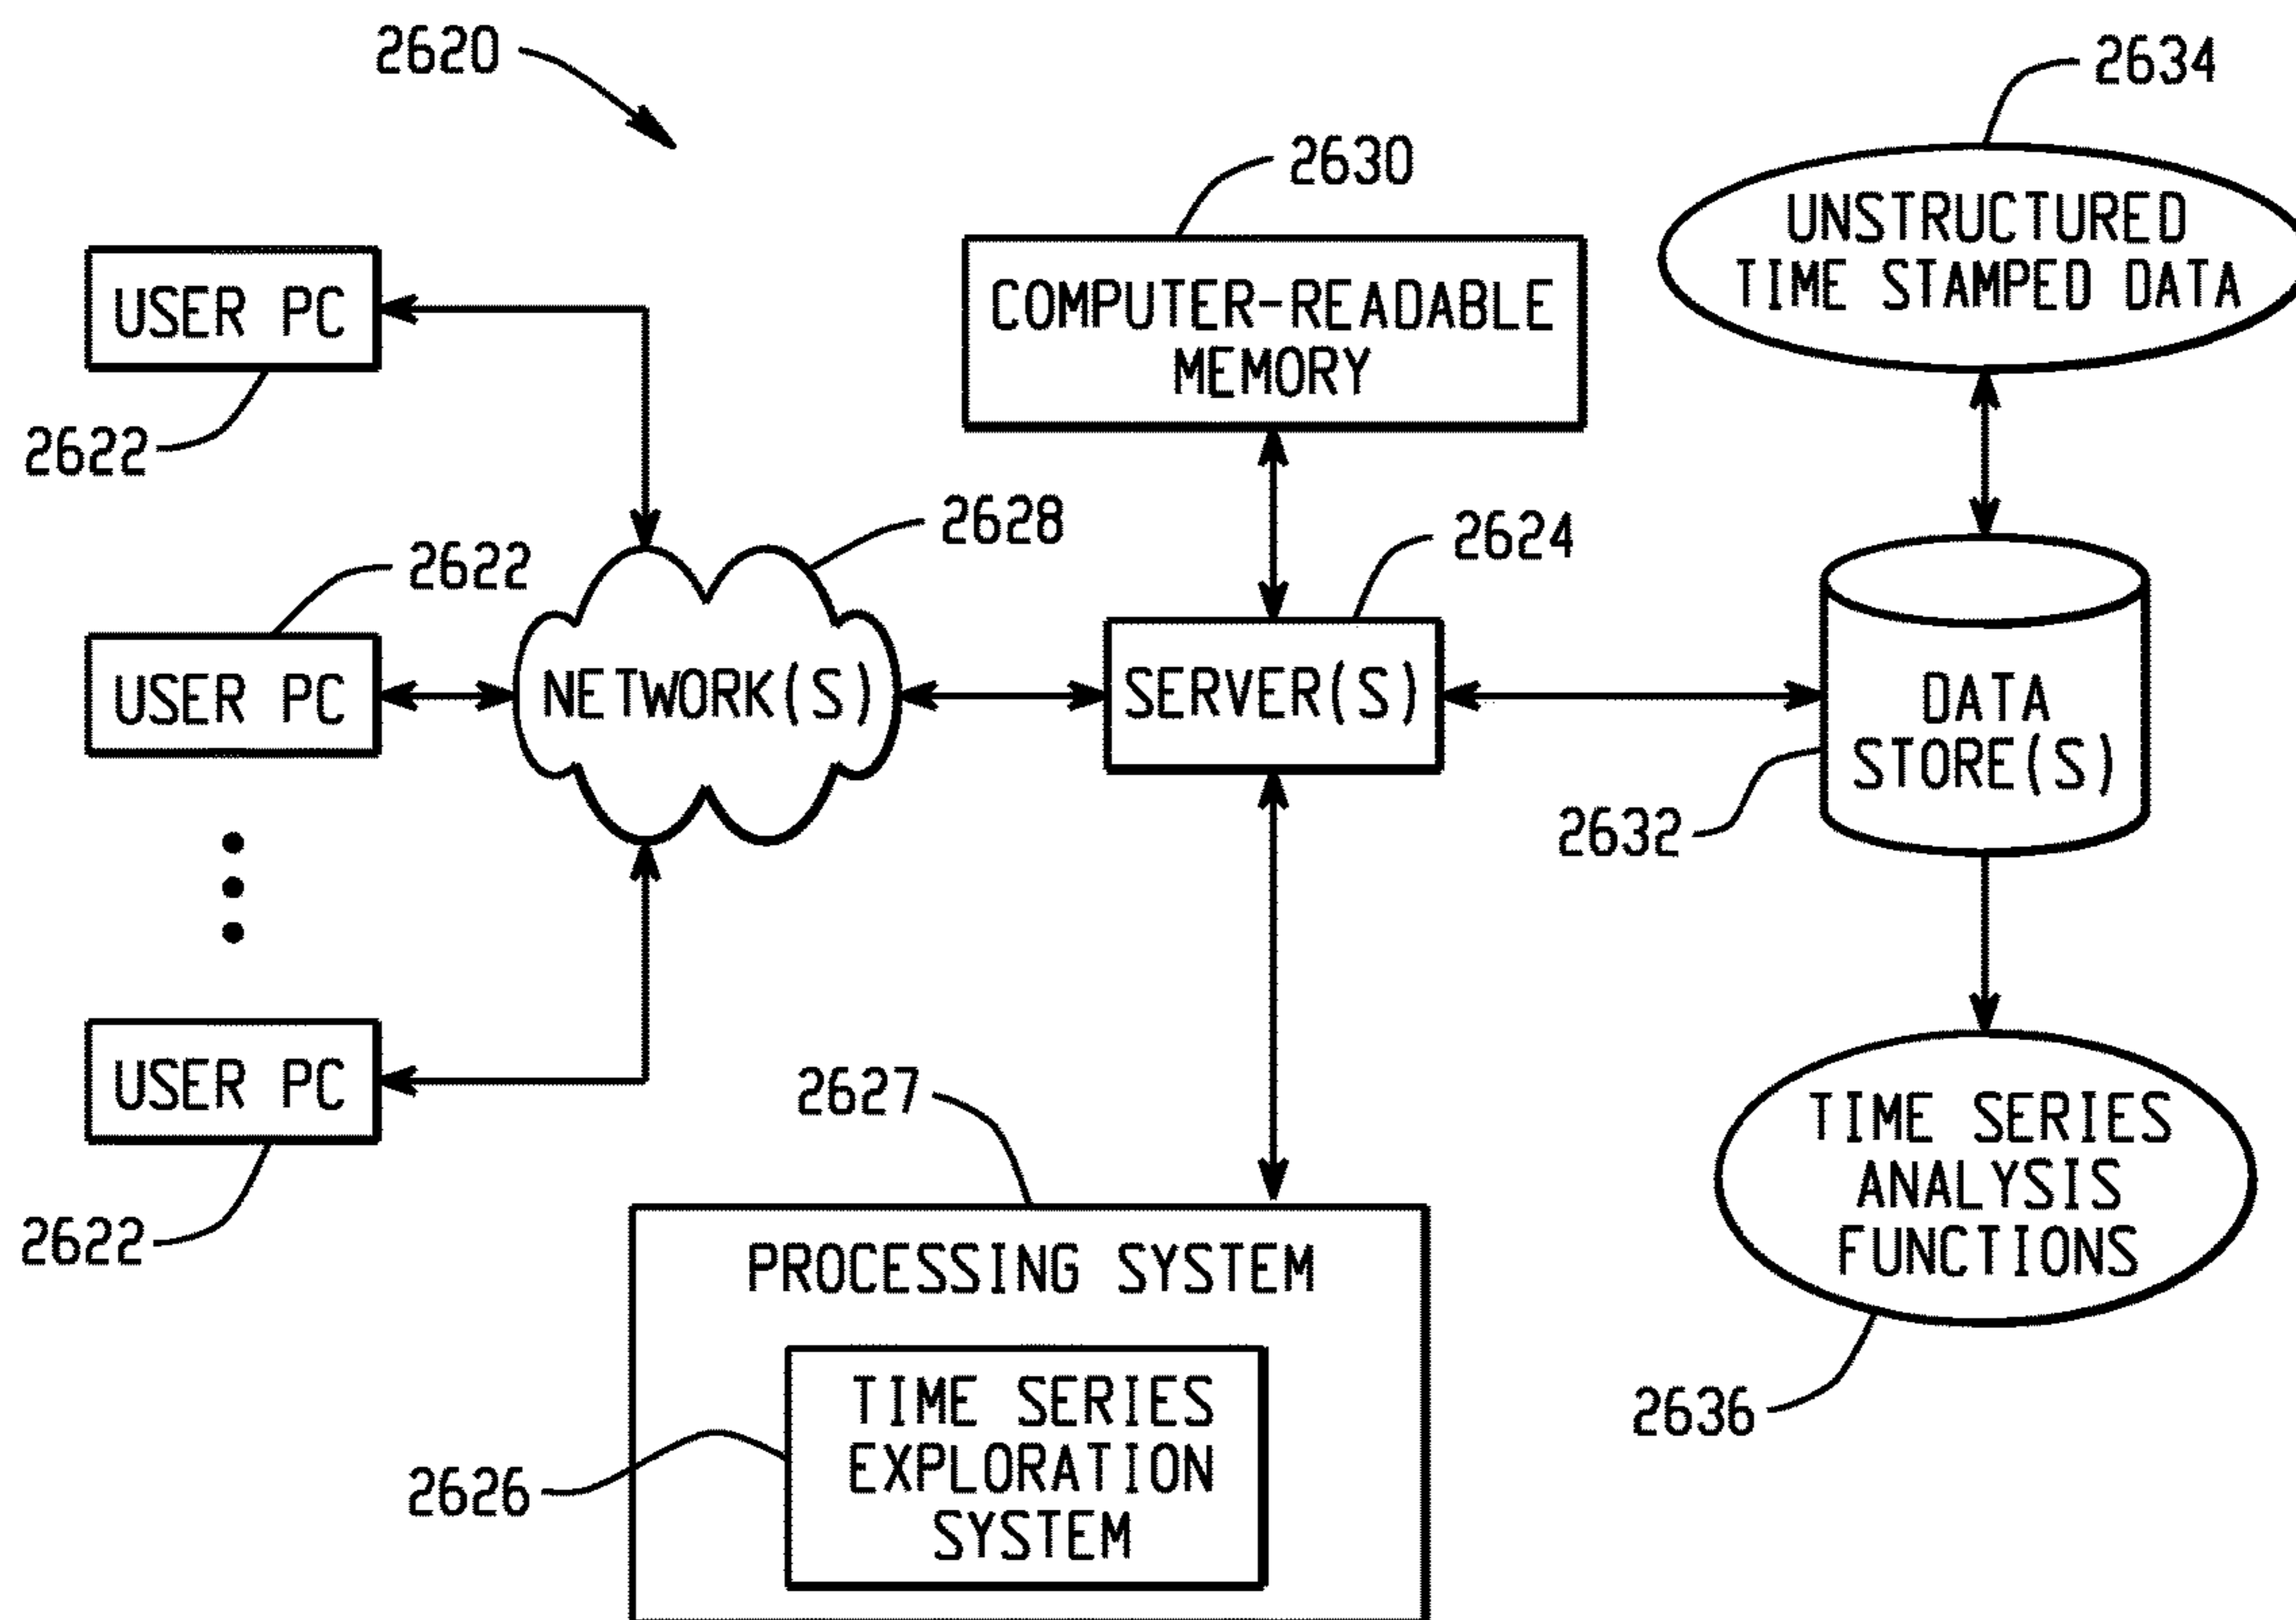 2620
2634
2630
UNSTRUCTURED
TIME STAMPED DATA
USER PC
COMPUTER-READABLE
MEMORY
2622
2628
2624
2622
USER PC
NETWORK(S)
SERVER(S)
DATA
STORE(S)
2632
USER PC
2622
2627
TIME SERIES
ANALYSIS
FUNCTIONS
2636
PROCESSING SYSTEM
TIME SERIES
EXPLORATION
SYSTEM
2626